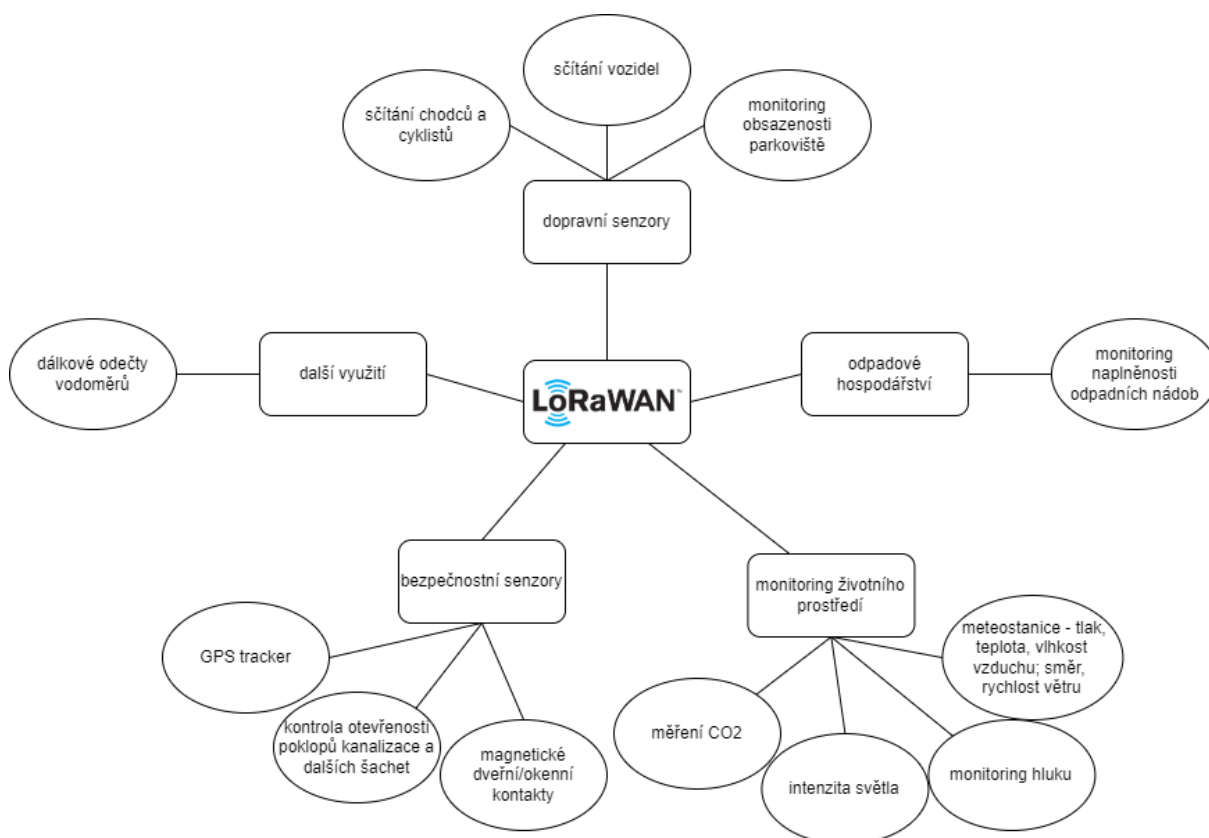 sčítání vozidel
sčítání chodců a
cyklistů
monitoring
obsazenosti
parkoviště
dopravní senzory
dálkové odečty
vodoměrů
další využití
LoRaWAN™
odpadové
hospodářství
monitoring
naplněnosti
odpadních nádob
bezpečnostní senzory
monitoring životního
prostředí
GPS tracker
kontrola otevřenosti
poklopů kanalizace a
dalších šachet
magnetické
dveřní/okenní
kontakty
měření CO2
intenzita světla
monitoring hluku
meteostanice - tlak,
teplota, vlhkost
vzduchu; směr,
rychlost větru